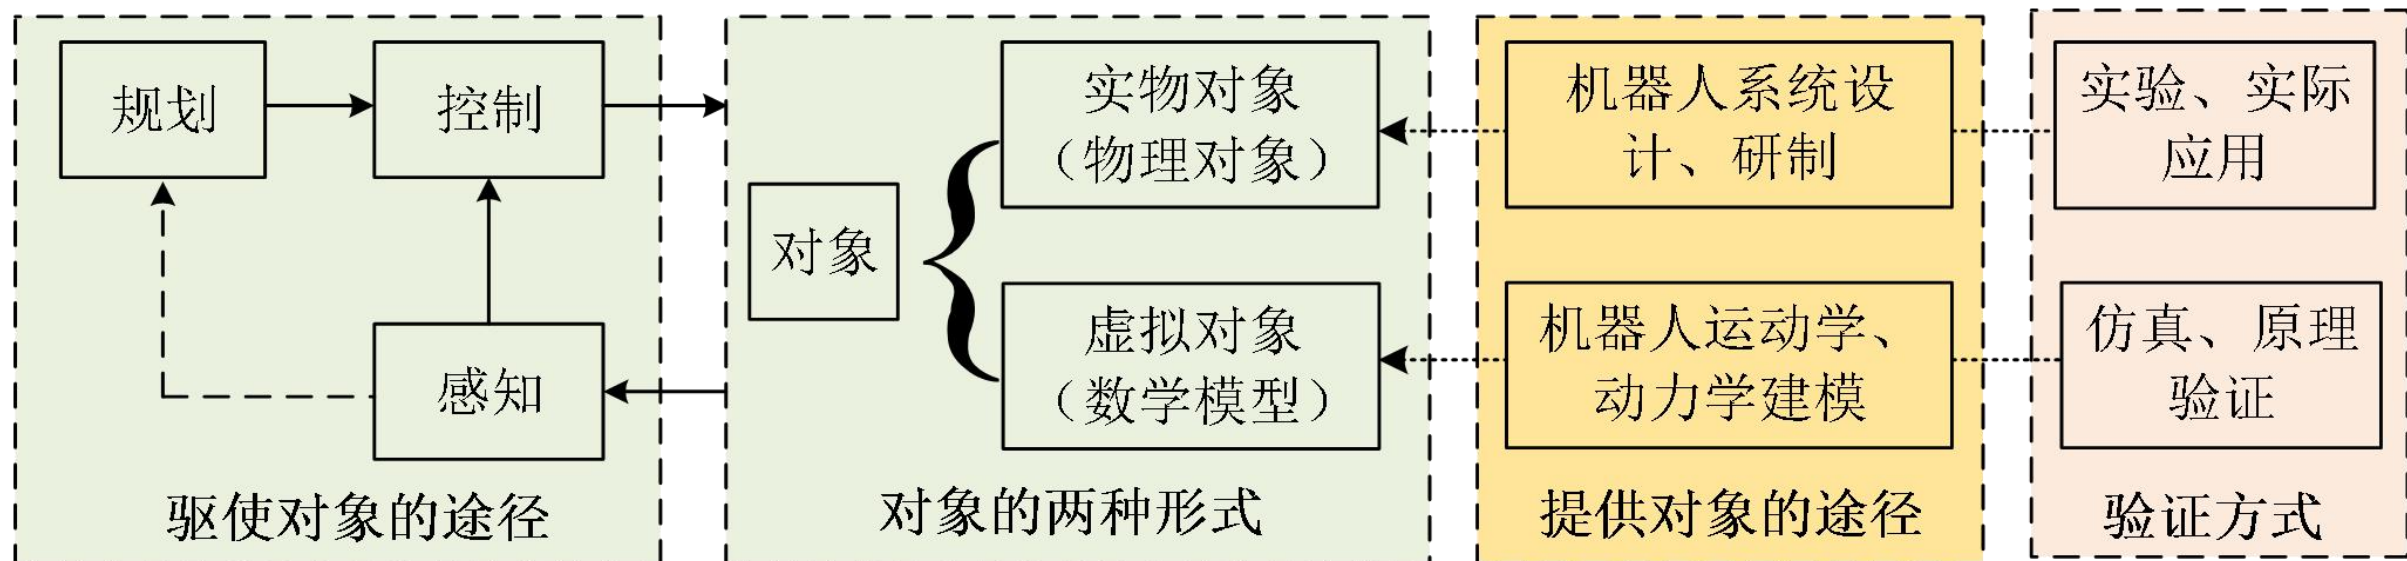 规划
控制
感知
驱使对象的途径
对象
实物对象
（物理对象）
虚拟对象
（数学模型）
对象的两种形式
机器人系统设
计、研制
机器人运动学、
动力学建模
提供对象的途径
实验、实际
应用
仿真、原理
验证
验证方式